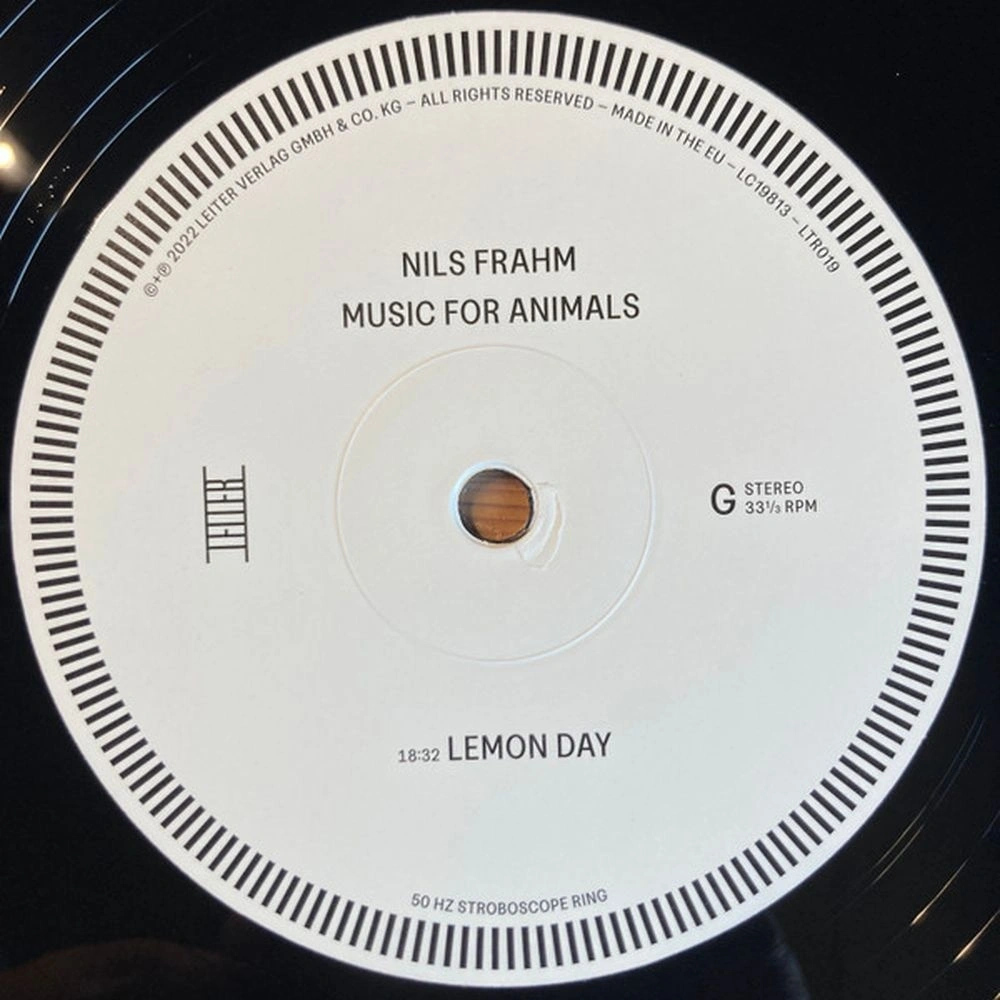 ©+℗ 2022 LEITER VERLAG GMBH & CO. KG – ALL RIGHTS RESERVED – MADE IN THE EU – LC19813 – LTR019
NILS FRAHM
MUSIC FOR ANIMALS
LEITER
G STEREO
33⅓ RPM
18:32 LEMON DAY
50 HZ STROBOSCOPE RING